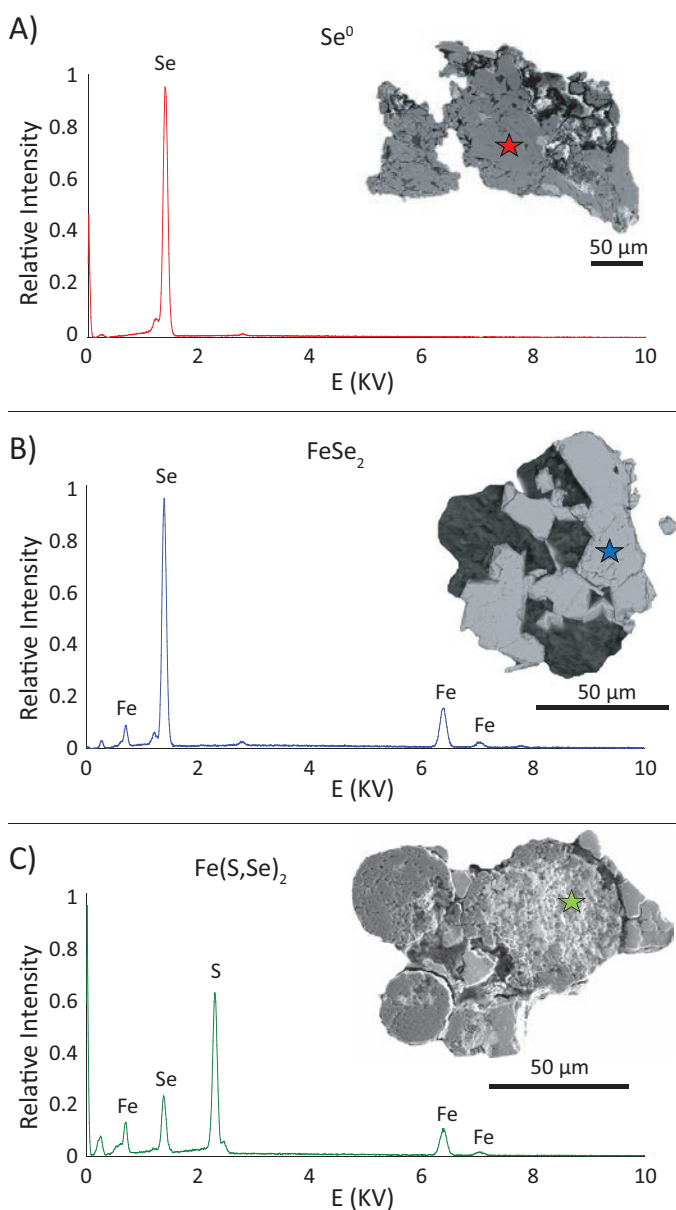 A)
Se⁰
Se
1
0.8
0.6
0.4
0.2
0
Relative Intensity
50 µm
0 2 4 6 8 10
E (KV)
B)
FeSe₂
Se
1
0.8
0.6
0.4
0.2
0
Relative Intensity
Fe
Fe
Fe
50 µm
0 2 4 6 8 10
E (KV)
C)
Fe(S,Se)₂
1
0.8
0.6
0.4
0.2
0
Relative Intensity
S
Se
Fe
Fe
Fe
50 µm
0 2 4 6 8 10
E (KV)